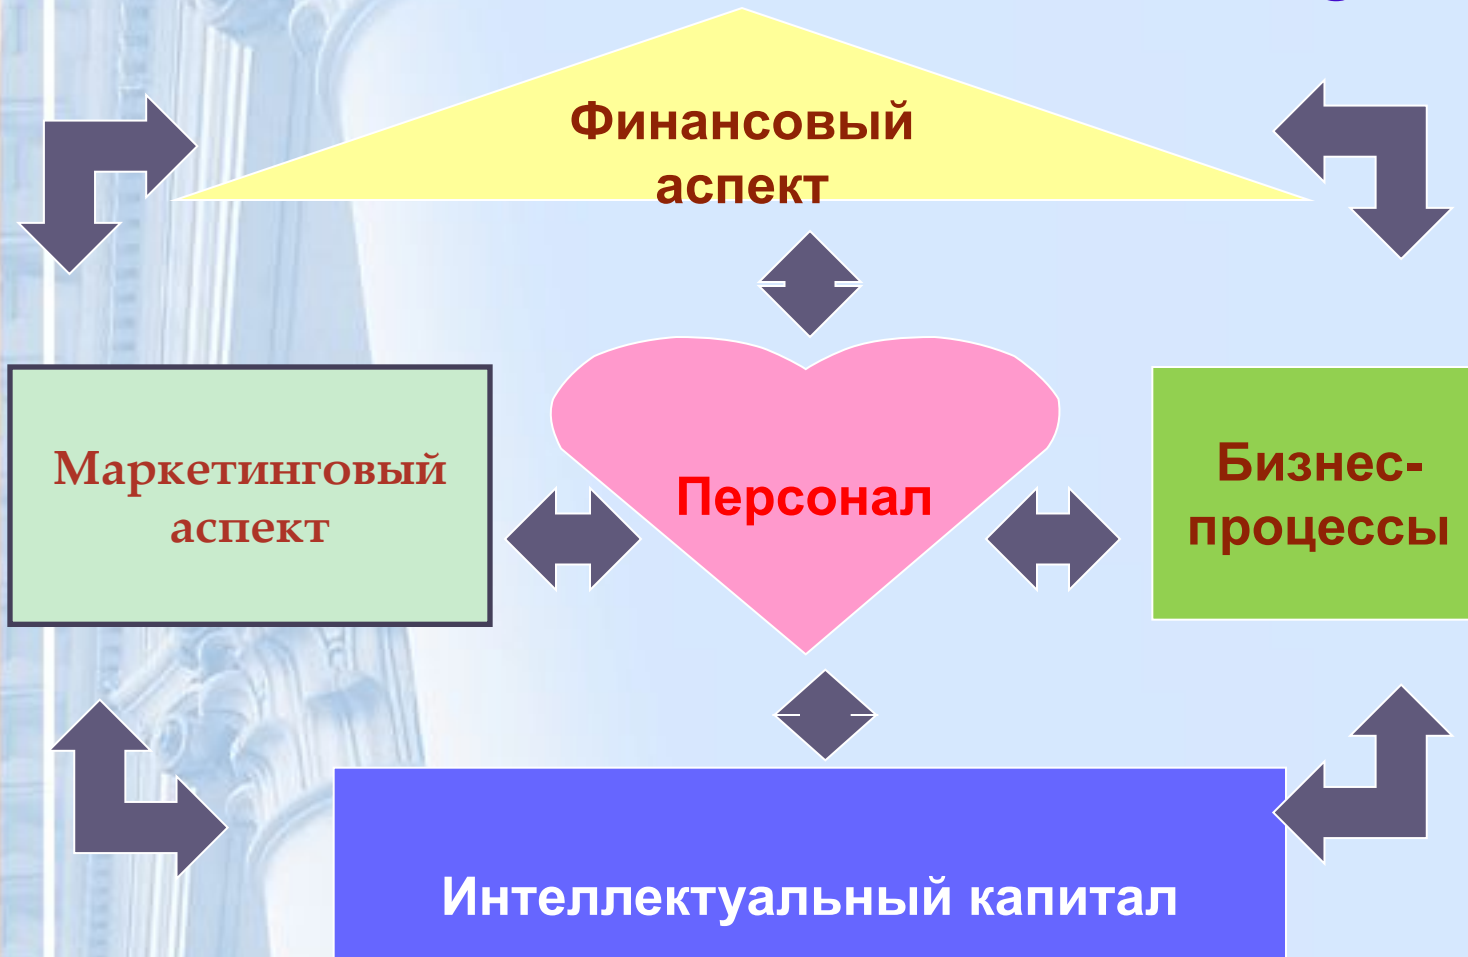 Финансовый
аспект
Маркетинговый
аспект
Персонал
Бизнес-
процессы
Интеллектуальный капитал